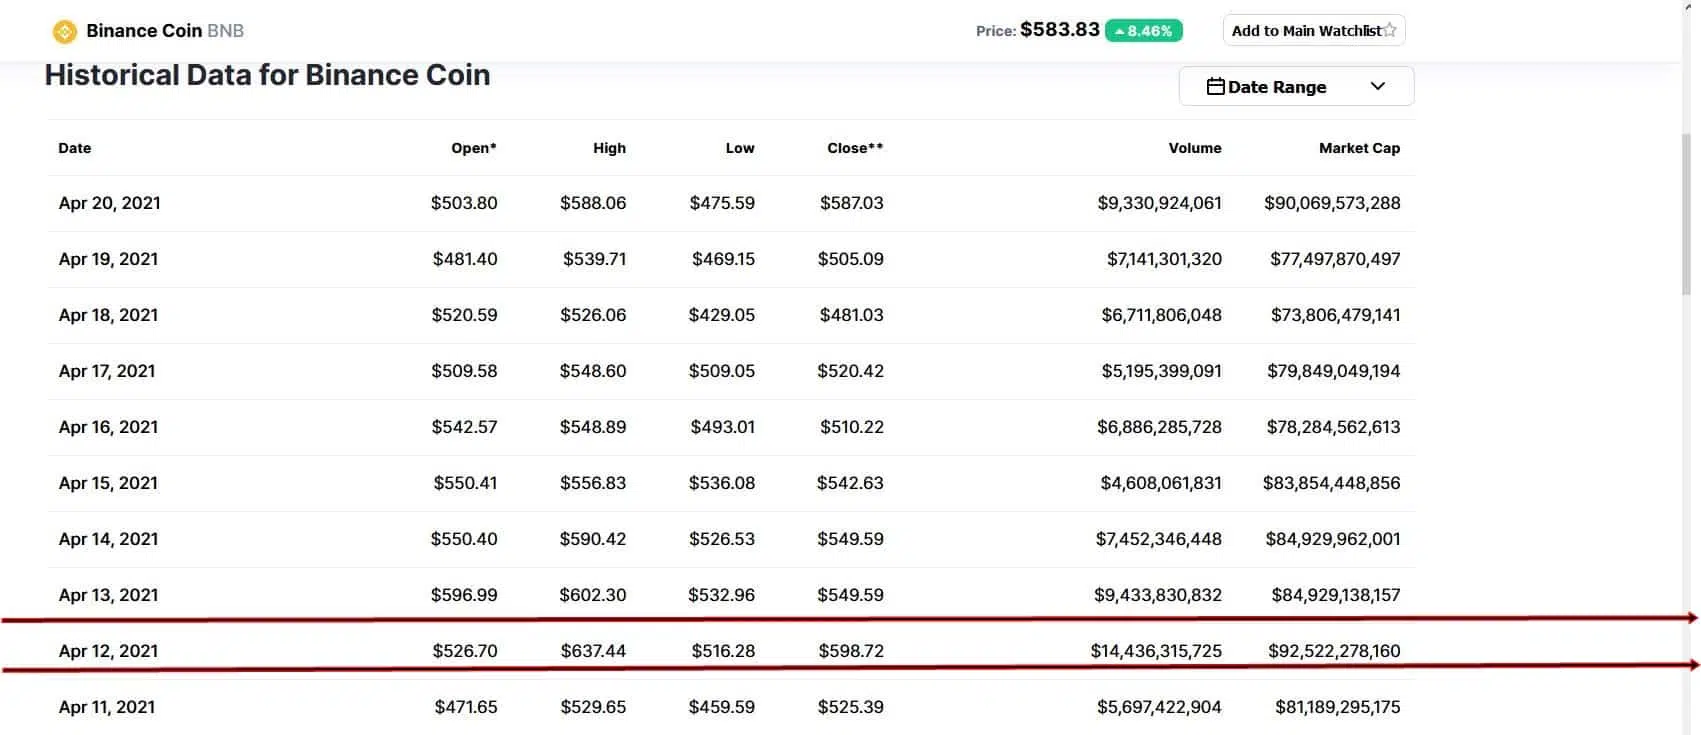 Binance Coin BNB Price: $583.83 8.46% Add to Main Watchlist
Historical Data for Binance Coin Date Range
Date Open* High Low Close** Volume Market Cap
Apr 20, 2021 $503.80 $588.06 $475.59 $587.03 $9,330,924,061 $90,069,573,288
Apr 19, 2021 $481.40 $539.71 $469.15 $505.09 $7,141,301,320 $77,497,870,497
Apr 18, 2021 $520.59 $526.06 $429.05 $481.03 $6,711,806,048 $73,806,479,141
Apr 17, 2021 $509.58 $548.60 $509.05 $520.42 $5,195,399,091 $79,849,049,194
Apr 16, 2021 $542.57 $548.89 $493.01 $510.22 $6,886,285,728 $78,284,562,613
Apr 15, 2021 $550.41 $556.83 $536.08 $542.63 $4,608,061,831 $83,854,448,856
Apr 14, 2021 $550.40 $590.42 $526.53 $549.59 $7,452,346,448 $84,929,962,001
Apr 13, 2021 $596.99 $602.30 $532.96 $549.59 $9,433,830,832 $84,929,138,157
Apr 12, 2021 $526.70 $637.44 $516.28 $598.72 $14,436,315,725 $92,522,278,160
Apr 11, 2021 $471.65 $529.65 $459.59 $525.39 $5,697,422,904 $81,189,295,175